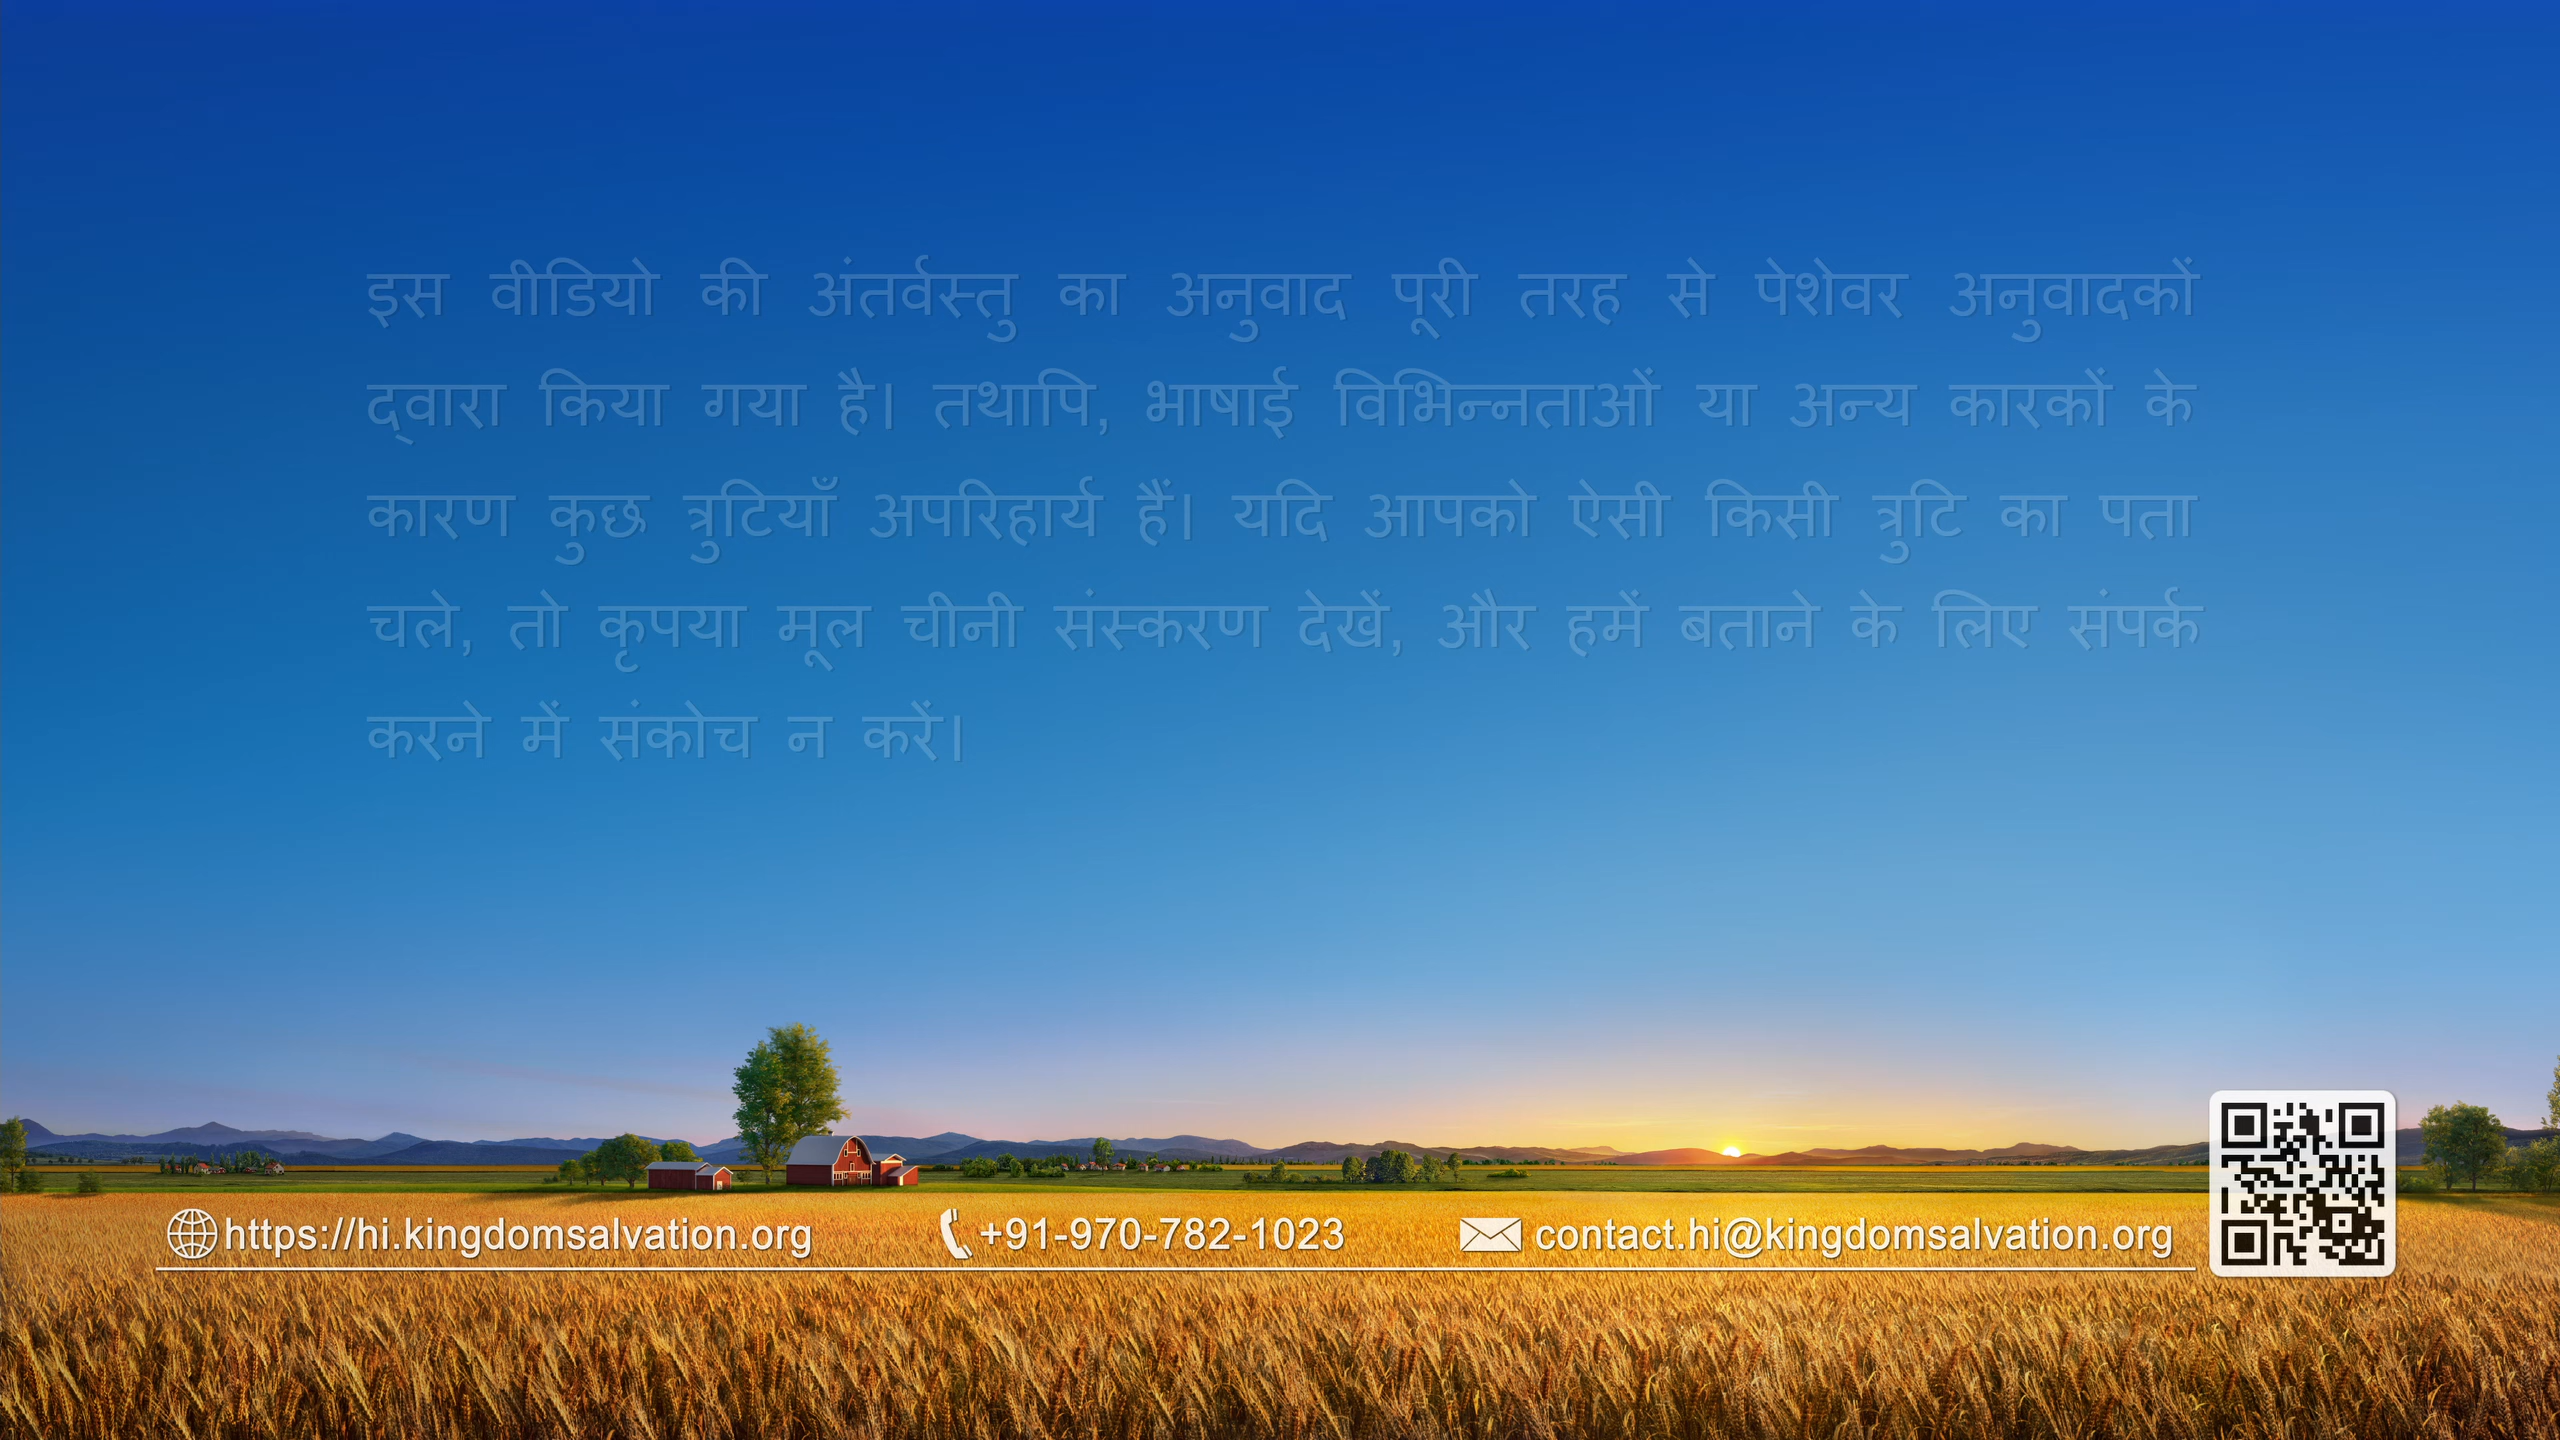 इस वीडियो की अंतर्वस्तु का अनुवाद पूरी तरह से पेशेवर अनुवादकों
द्वारा किया गया है। तथापि, भाषाई विभिन्नताओं या अन्य कारकों के
कारण कुछ त्रुटियाँ अपरिहार्य हैं। यदि आपको ऐसी किसी त्रुटि का पता
चले, तो कृपया मूल चीनी संस्करण देखें, और हमें बताने के लिए संपर्क
करने में संकोच न करें।
https://hi.kingdomsalvation.org +91-970-782-1023 contact.hi@kingdomsalvation.org